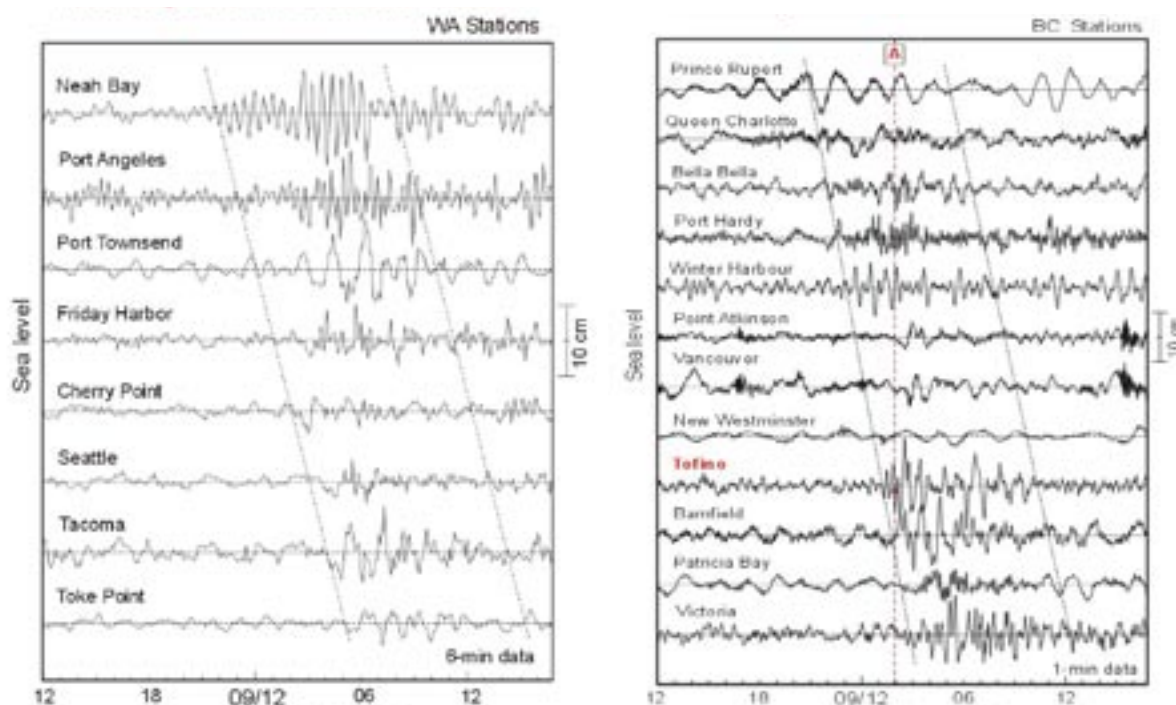 WA Stations
Neah Bay
Port Angeles
Port Townsend
Friday Harbor
Cherry Point
Seattle
Tacoma
Toke Point
6-min data
Sea level
10 cm
12 18 09/12 06 12
BC Stations
A
Prince Rupert
Queen Charlotte
Bella Bella
Port Hardy
Winter Harbour
Point Atkinson
Vancouver
New Westminster
Tofino
Bamfield
Patricia Bay
Victoria
1-min data
Sea level
10 cm
12 18 09/12 06 12